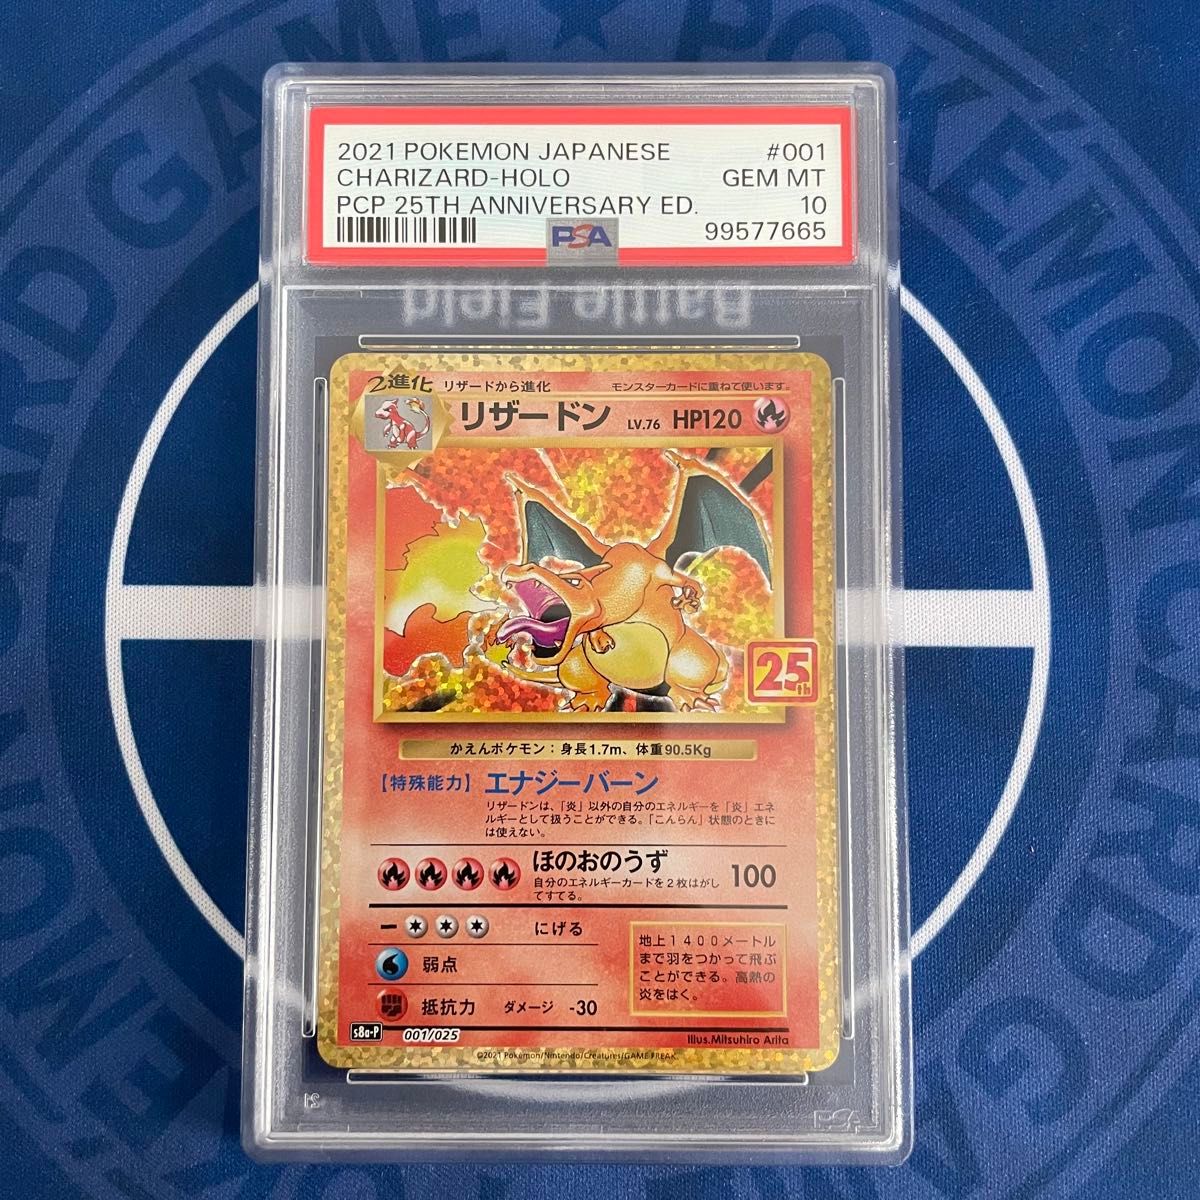 POKÉMON CARD GAME
2021 POKEMON JAPANESE #001
CHARIZARD-HOLO GEM MT
PCP 25TH ANNIVERSARY ED. 10
PSA 99577665
Battle Field
2進化 リザードから進化 モンスターカードに重ねて使います。
リザードン LV.76 HP120
25th
かえんポケモン：身長1.7m、体重90.5Kg
【特殊能力】エナジーバーン
リザードンは、「炎」以外の自分のエネルギーを「炎」エネ
ルギーとして扱うことができる。「こんらん」状態のときに
は使えない。
ほのおのうず 100
自分のエネルギーカードを2枚はがし
てすてる。
ー にげる
弱点
抵抗力 ダメージ -30
地上1400メートル
まで羽をつかって飛ぶ
ことができる。高熱の
炎をはく。
s8a-P 001/025 Illus.Mitsuhiro Arita
©2021 Pokémon/Nintendo/Creatures/GAME FREAK.
PSA